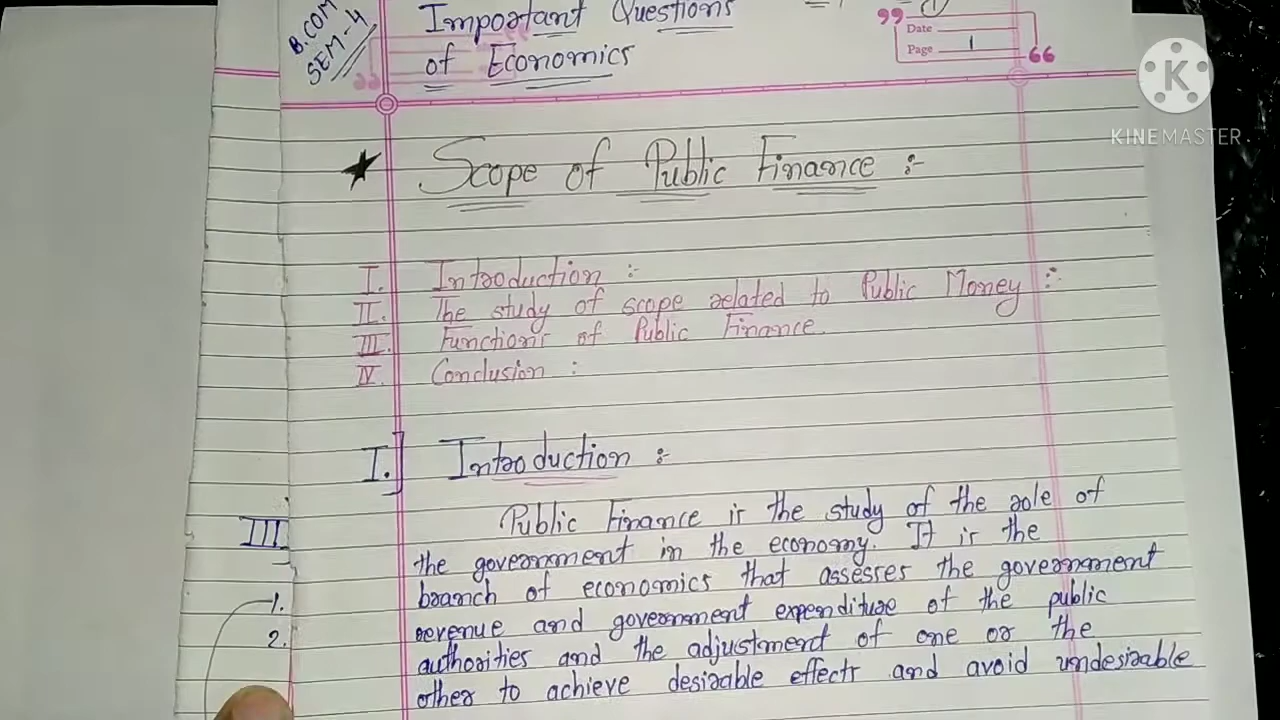 B.COM
SEM-4
Important Questions
of Economics
Date
Page 1
KINEMASTER
★ Scope of Public Finance :-
I. Introduction :-
II. The study of scope related to Public Money :-
III. Functions of Public Finance.
IV. Conclusion :
I.] Introduction :-
Public Finance is the study of the role of
the government in the economy. It is the
branch of economics that assesses the government
revenue and government expenditure of the public
authorities and the adjustment of one or the
other to achieve desirable effects and avoid undesirable
III
1.
2.